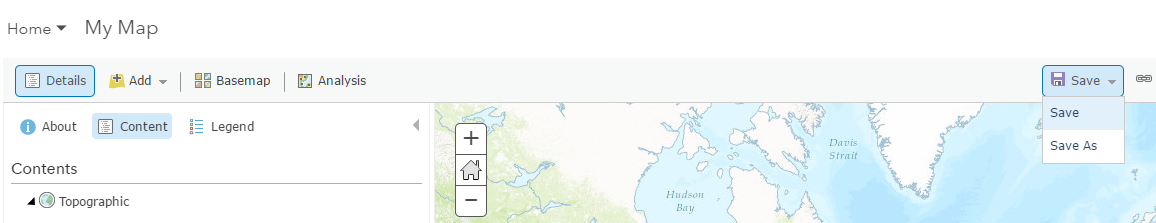 Home My Map
Details Add Basemap Analysis Save
Save
Save As
About Content Legend
Contents
Topographic
+
−
Davis
Strait
Hudson
Bay